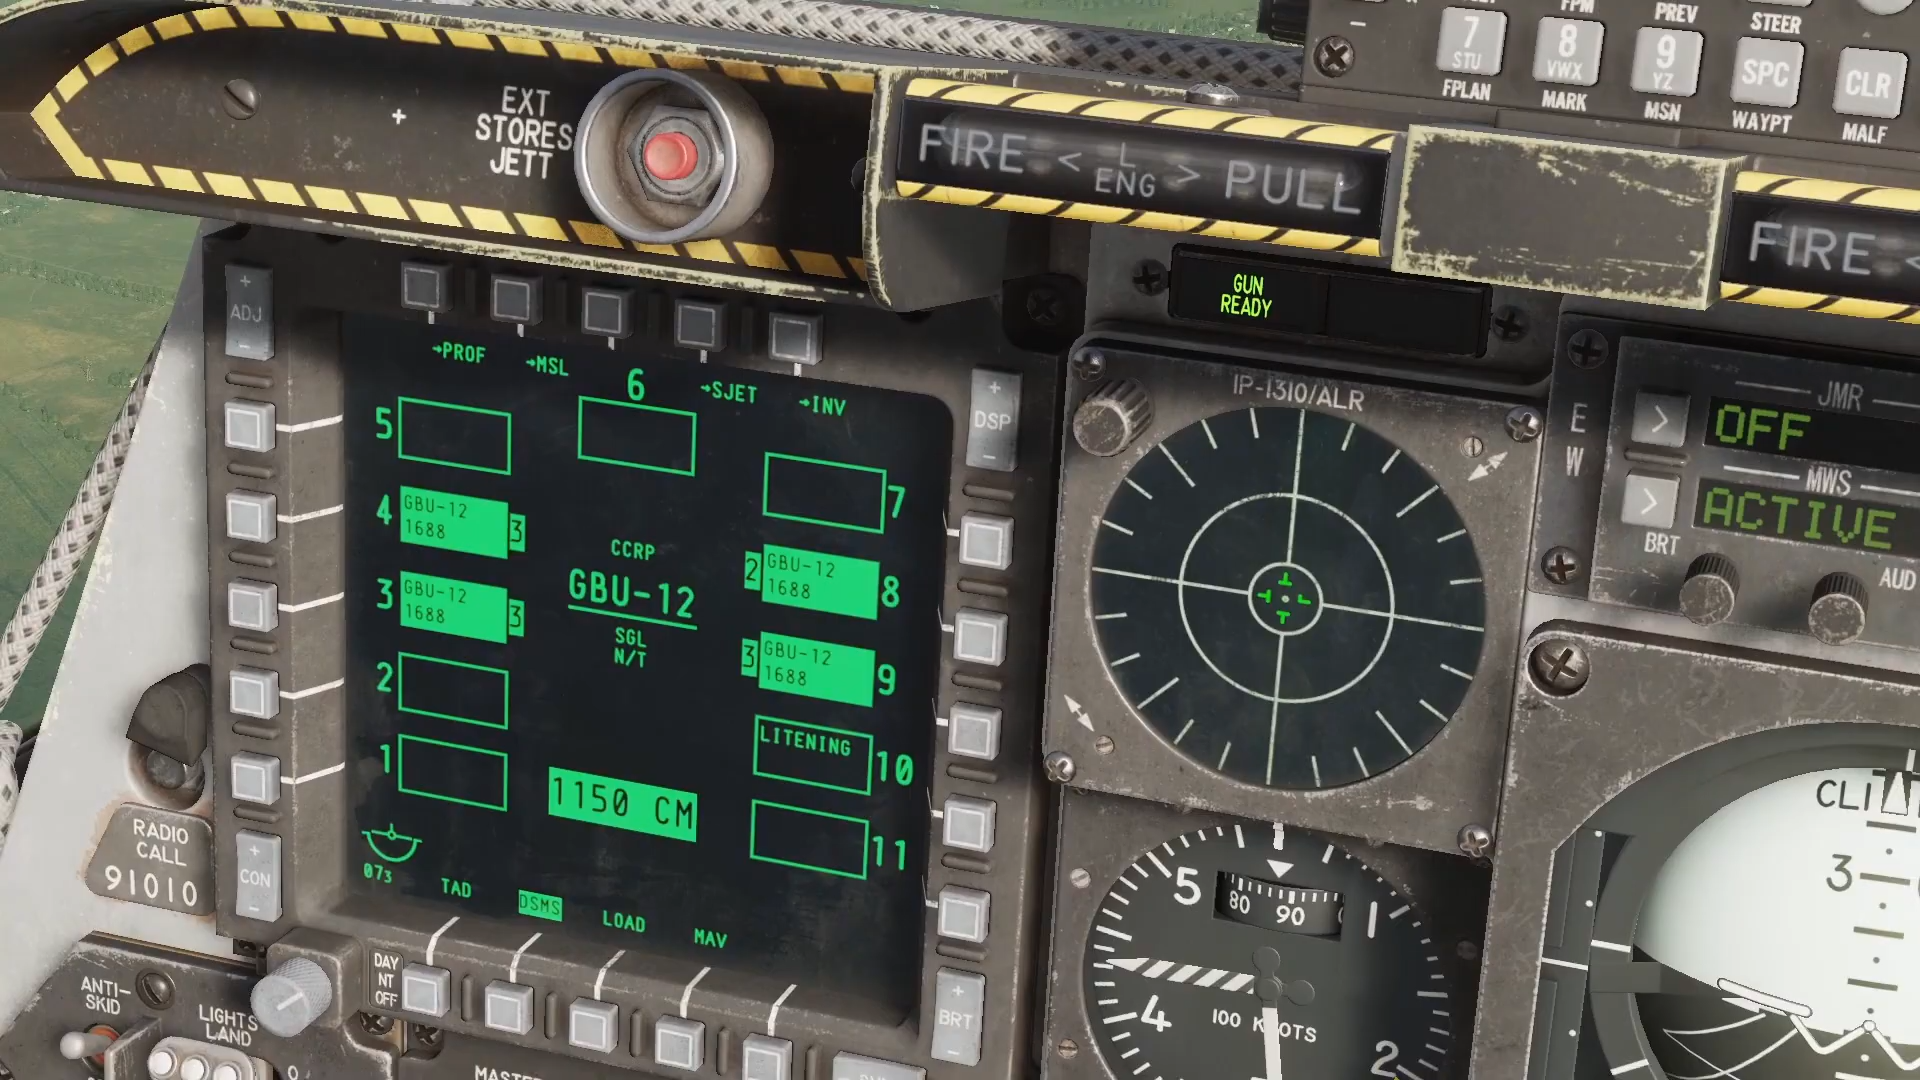 7
STU
FPLAN
FPM
8
VWX
MARK
PREV
9
YZ
MSN
STEER
SPC
WAYPT
CLR
MALF
EXT
STORES
JETT
FIRE < L ENG > PULL
FIRE <
GUN
READY
+
ADJ
-
→PROF
→MSL
6
→SJET
→INV
+
DSP
-
5
7
4
GBU-12
1688
3
3
GBU-12
1688
3
2
1
CCRP
GBU-12
SGL
N/T
2
GBU-12
1688
8
3
GBU-12
1688
9
LITENING
10
11
1150 CM
073
TAD
DSMS
LOAD
MAV
+
CON
-
+
BRT
-
DAY
NT
OFF
RADIO
CALL
91010
ANTI-
SKID
LIGHTS
LAND
IP-1310/ALR
E
W
JMR
OFF
MWS
ACTIVE
BRT
AUD
5
80 90
1
4
100 KNOTS
2
CLI
3